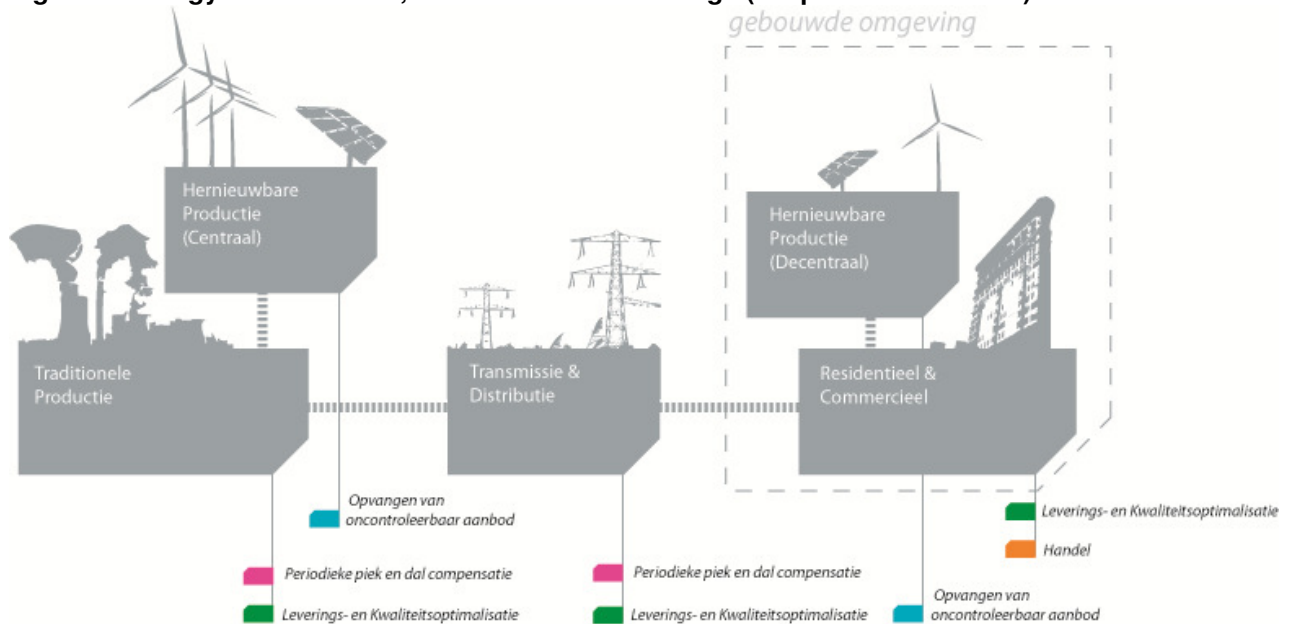 gebouwde omgeving
Hernieuwbare
Productie
(Centraal)
Hernieuwbare
Productie
(Decentraal)
Traditionele
Productie
Transmissie &
Distributie
Residentieel &
Commercieel
Opvangen van
oncontroleerbaar aanbod
Leverings- en Kwaliteitsoptimalisatie
Handel
Periodieke piek en dal compensatie
Leverings- en Kwaliteitsoptimalisatie
Periodieke piek en dal compensatie
Leverings- en Kwaliteitsoptimalisatie
Opvangen van
oncontroleerbaar aanbod